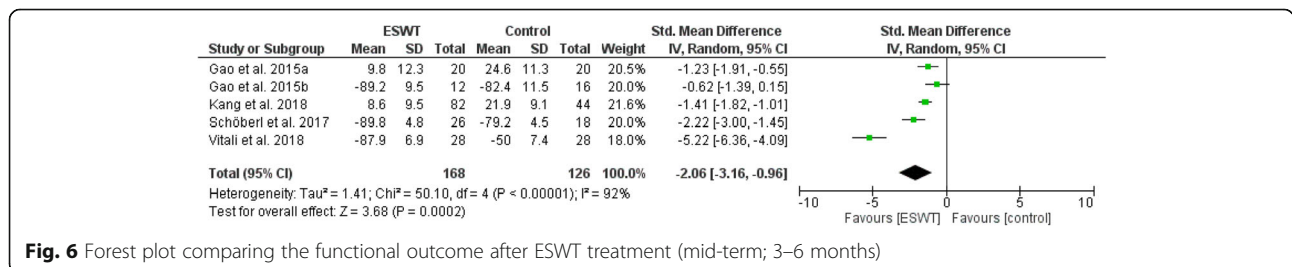 ESWT Control Std. Mean Difference Std. Mean Difference
Study or Subgroup Mean SD Total Mean SD Total Weight IV, Random, 95% CI IV, Random, 95% CI
Gao et al. 2015a 9.8 12.3 20 24.6 11.3 20 20.5% -1.23 [-1.91, -0.55]
Gao et al. 2015b -89.2 9.5 12 -82.4 11.5 16 20.0% -0.62 [-1.39, 0.15]
Kang et al. 2018 8.6 9.5 82 21.9 9.1 44 21.6% -1.41 [-1.82, -1.01]
Schöberl et al. 2017 -89.8 4.8 26 -79.2 4.5 18 20.0% -2.22 [-3.00, -1.45]
Vitali et al. 2018 -87.9 6.9 28 -50 7.4 28 18.0% -5.22 [-6.36, -4.09]
Total (95% CI) 168 126 100.0% -2.06 [-3.16, -0.96]
Heterogeneity: Tau² = 1.41; Chi² = 50.10, df = 4 (P < 0.00001); I² = 92%
Test for overall effect: Z = 3.68 (P = 0.0002)
-10 -5 0 5 10
Favours [ESWT] Favours [control]
Fig. 6 Forest plot comparing the functional outcome after ESWT treatment (mid-term; 3–6 months)